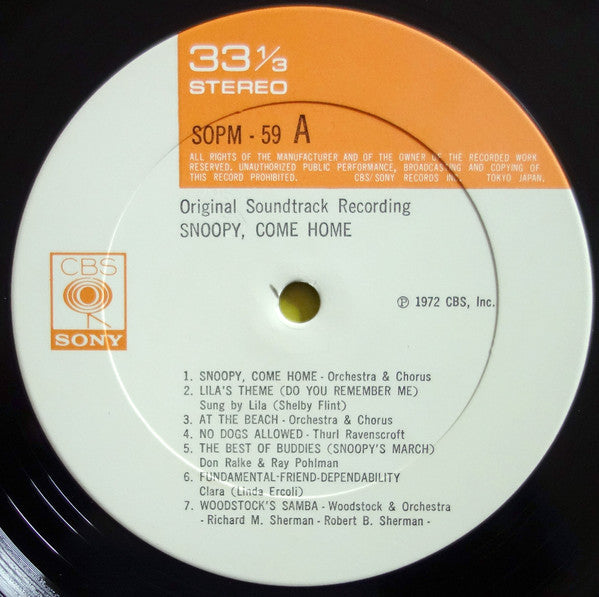 33⅓
STEREO
SOPM - 59 A
ALL RIGHTS OF THE MANUFACTURER AND OF THE OWNER OF THE RECORDED WORK
RESERVED. UNAUTHORIZED PUBLIC PERFORMANCE, BROADCASTING AND COPYING OF
THIS RECORD PROHIBITED. CBS/SONY RECORDS INC. TOKYO JAPAN.
Original Soundtrack Recording
SNOOPY, COME HOME
CBS
SONY
℗ 1972 CBS, Inc.
1. SNOOPY, COME HOME - Orchestra & Chorus
2. LILA'S THEME (DO YOU REMEMBER ME)
Sung by Lila (Shelby Flint)
3. AT THE BEACH - Orchestra & Chorus
4. NO DOGS ALLOWED - Thurl Ravenscroft
5. THE BEST OF BUDDIES (SNOOPY'S MARCH)
Don Ralke & Ray Pohlman
6. FUNDAMENTAL-FRIEND-DEPENDABILITY
Clara (Linda Ercoli)
7. WOODSTOCK'S SAMBA - Woodstock & Orchestra
- Richard M. Sherman - Robert B. Sherman -